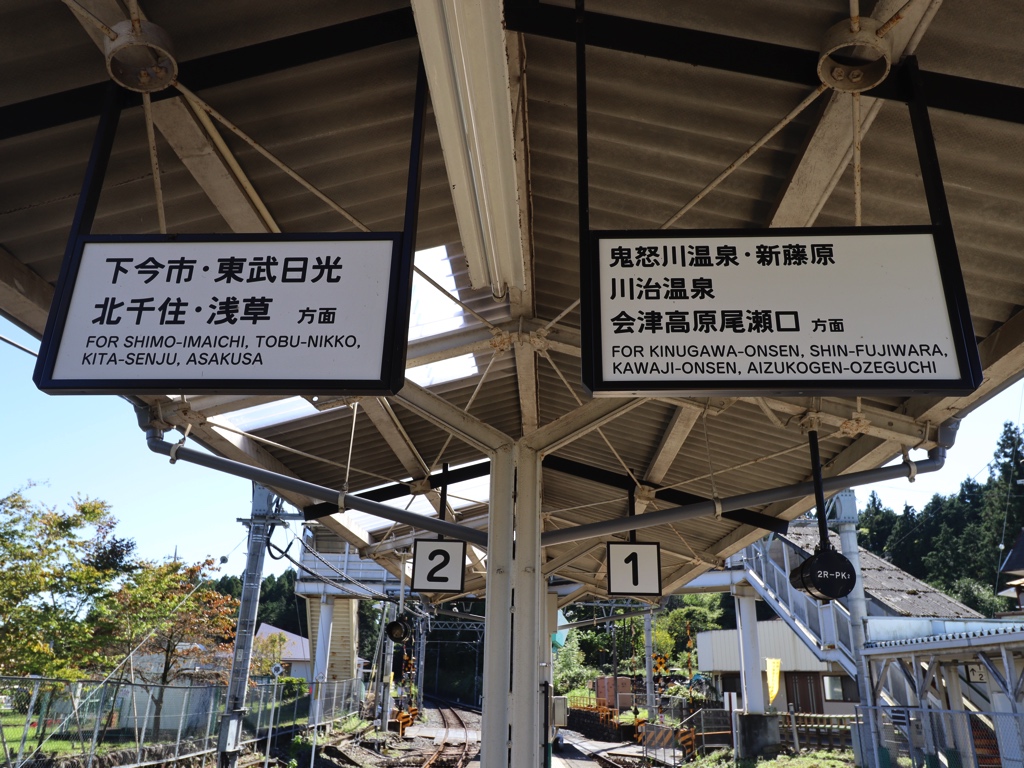 下今市・東武日光
北千住・浅草 方面
FOR SHIMO-IMAICHI, TOBU-NIKKO,
KITA-SENJU, ASAKUSA
鬼怒川温泉・新藤原
川治温泉
会津高原尾瀬口 方面
FOR KINUGAWA-ONSEN, SHIN-FUJIWARA,
KAWAJI-ONSEN, AIZUKOGEN-OZEGUCHI
2
1